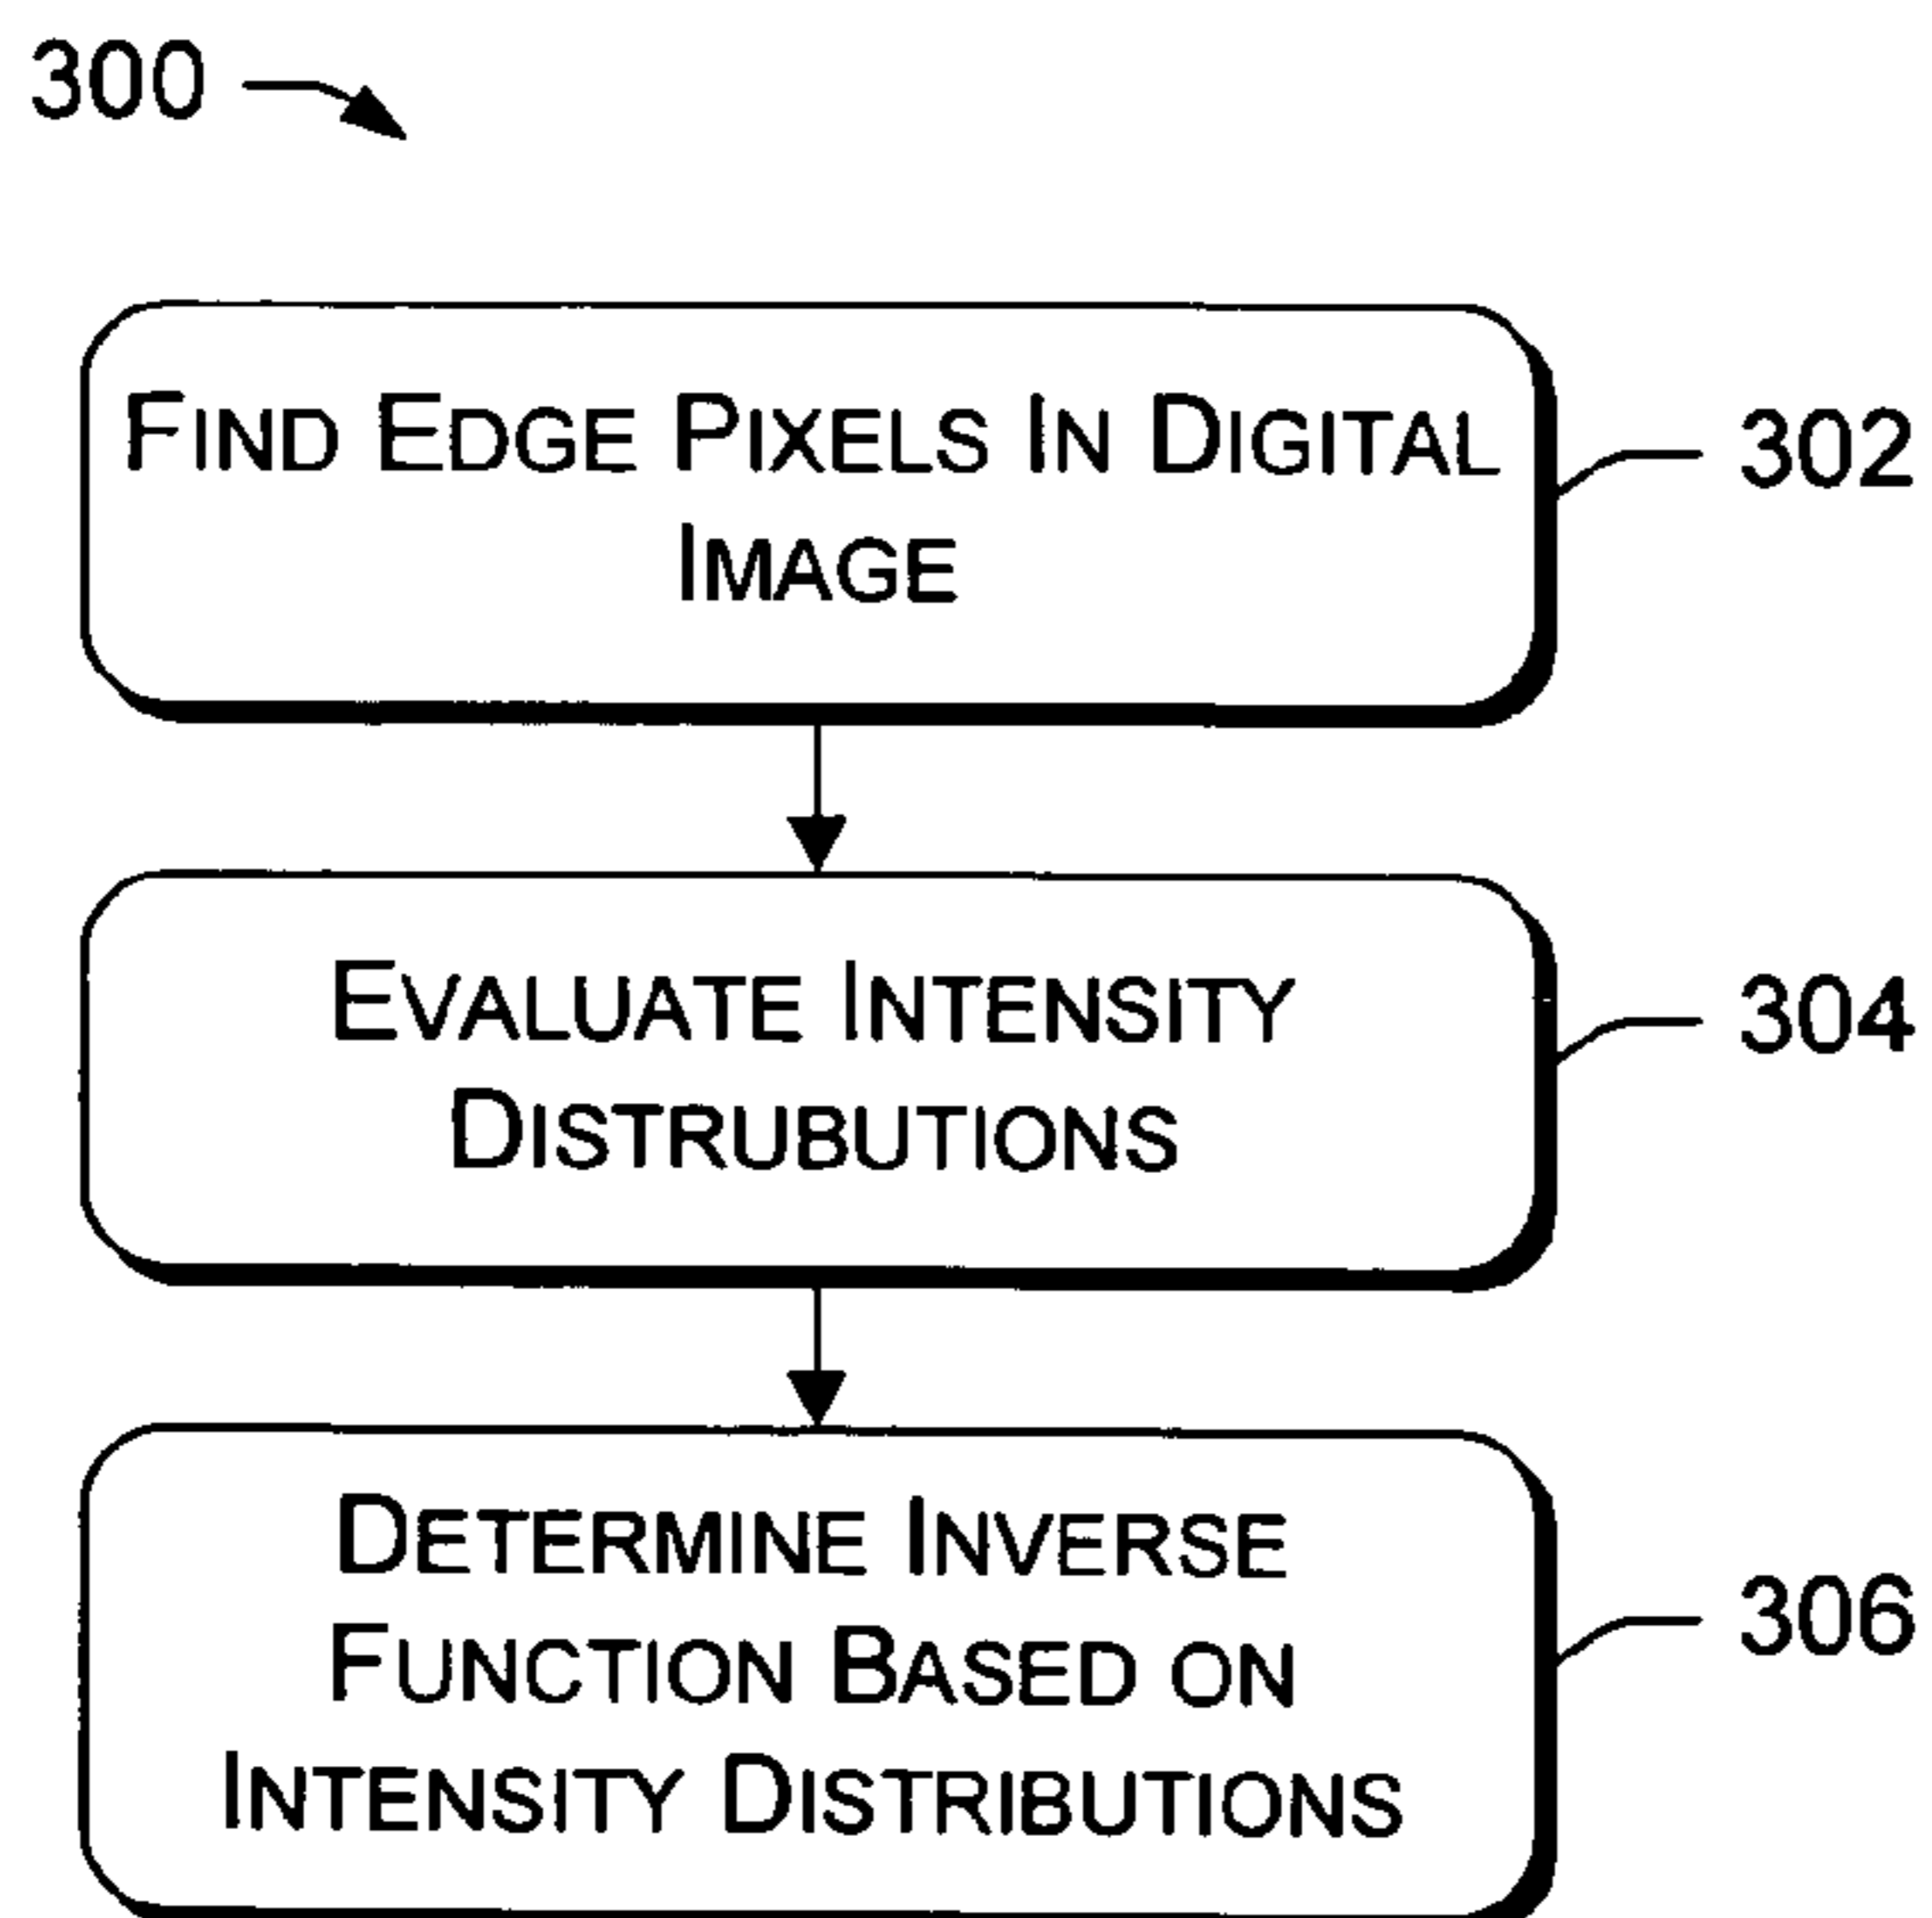 300
FIND EDGE PIXELS IN DIGITAL
IMAGE
302
EVALUATE INTENSITY
DISTRUBUTIONS
304
DETERMINE INVERSE
FUNCTION BASED ON
INTENSITY DISTRIBUTIONS
306